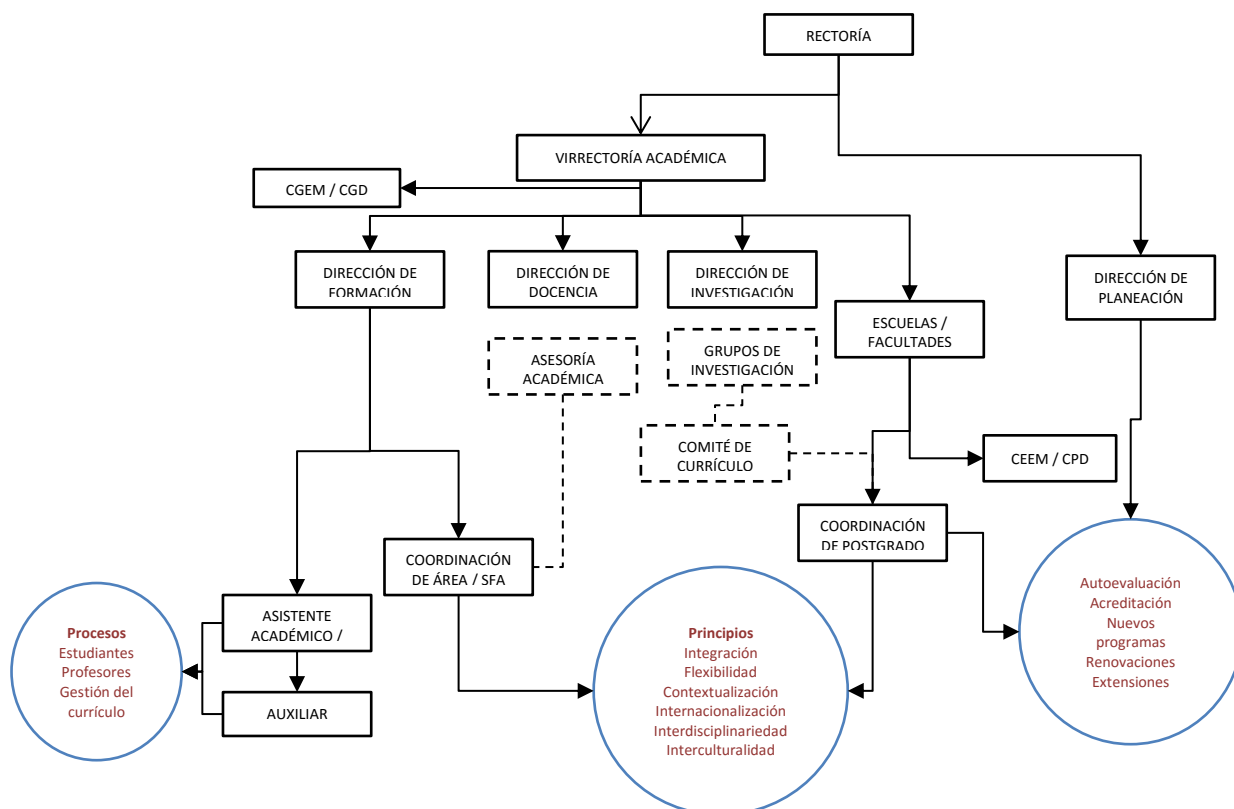 RECTORÍA
VIRRECTORÍA ACADÉMICA
CGEM / CGD
DIRECCIÓN DE
FORMACIÓN
DIRECCIÓN DE
DOCENCIA
DIRECCIÓN DE
INVESTIGACIÓN
DIRECCIÓN DE
PLANEACIÓN
ESCUELAS /
FACULTADES
ASESORÍA
ACADÉMICA
GRUPOS DE
INVESTIGACIÓN
COMITÉ DE
CURRÍCULO
CEEM / CPD
COORDINACIÓN
DE POSTGRADO
COORDINACIÓN
DE ÁREA / SFA
ASISTENTE
ACADÉMICO /
AUXILIAR
Procesos
Estudiantes
Profesores
Gestión del
currículo
Principios
Integración
Flexibilidad
Contextualización
Internacionalización
Interdisciplinariedad
Interculturalidad
Autoevaluación
Acreditación
Nuevos
programas
Renovaciones
Extensiones